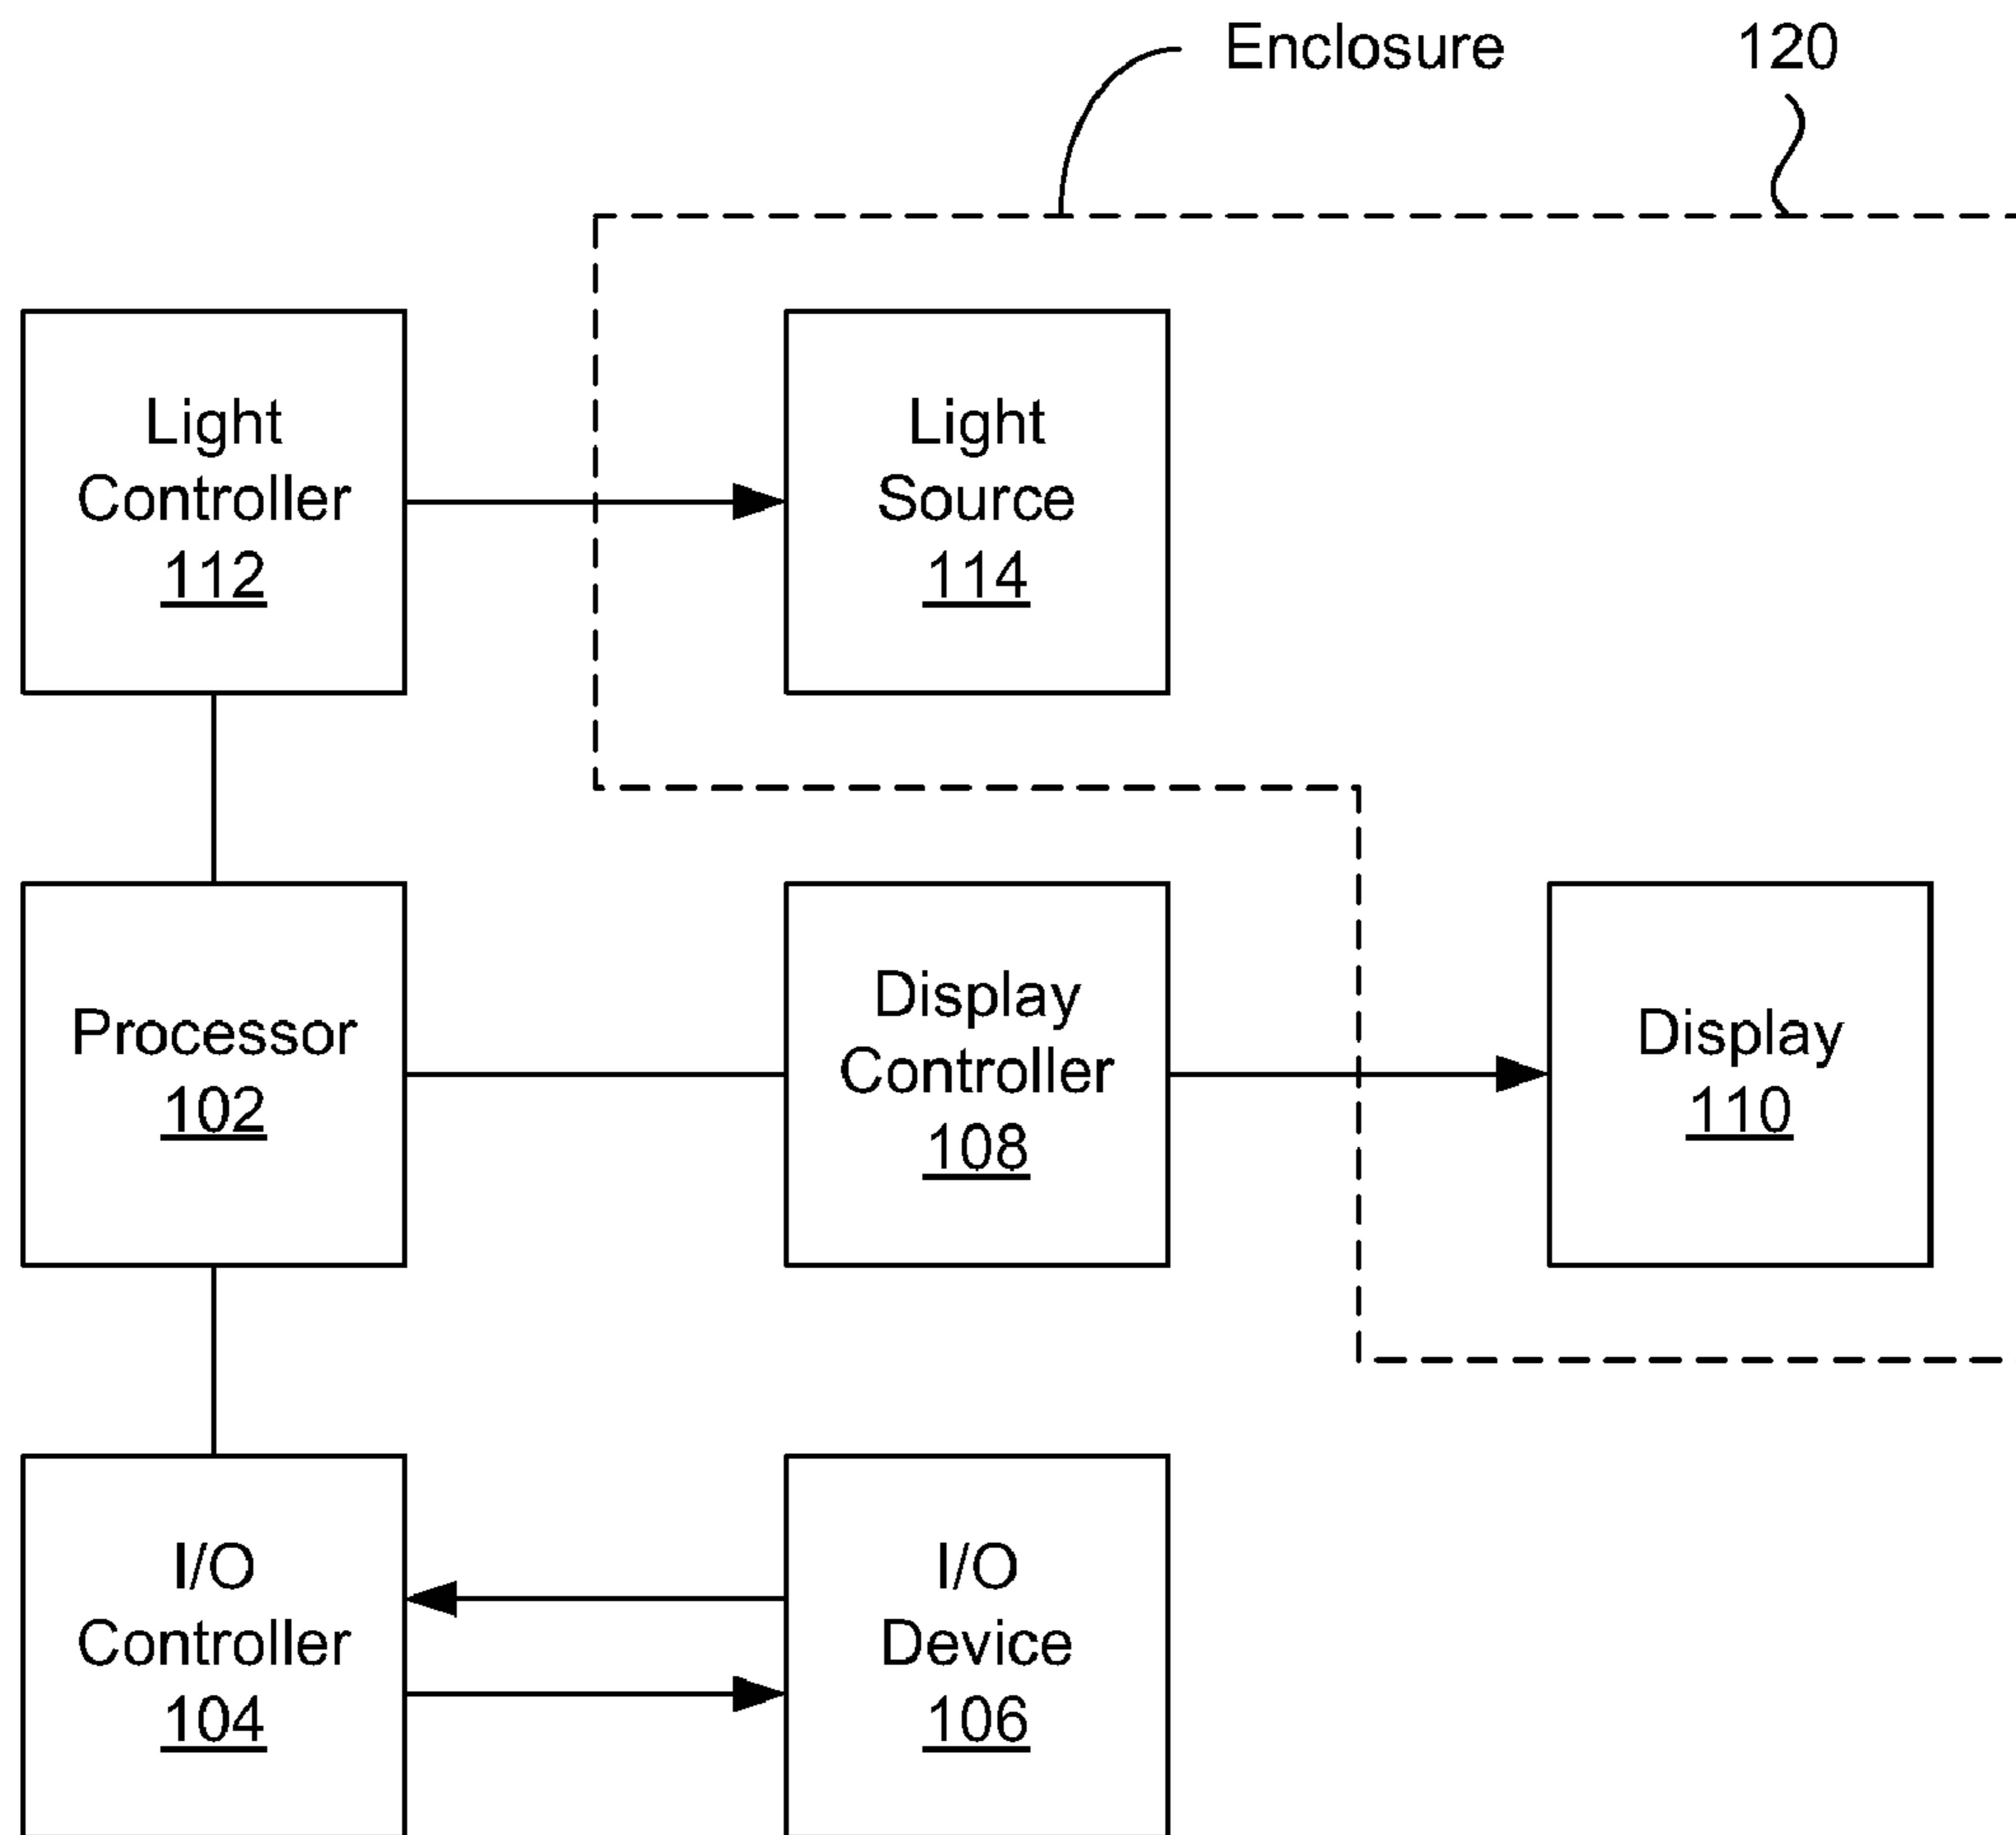 Enclosure
120
Light
Controller
112
Light
Source
114
Processor
102
Display
Controller
108
Display
110
I/O
Controller
104
I/O
Device
106